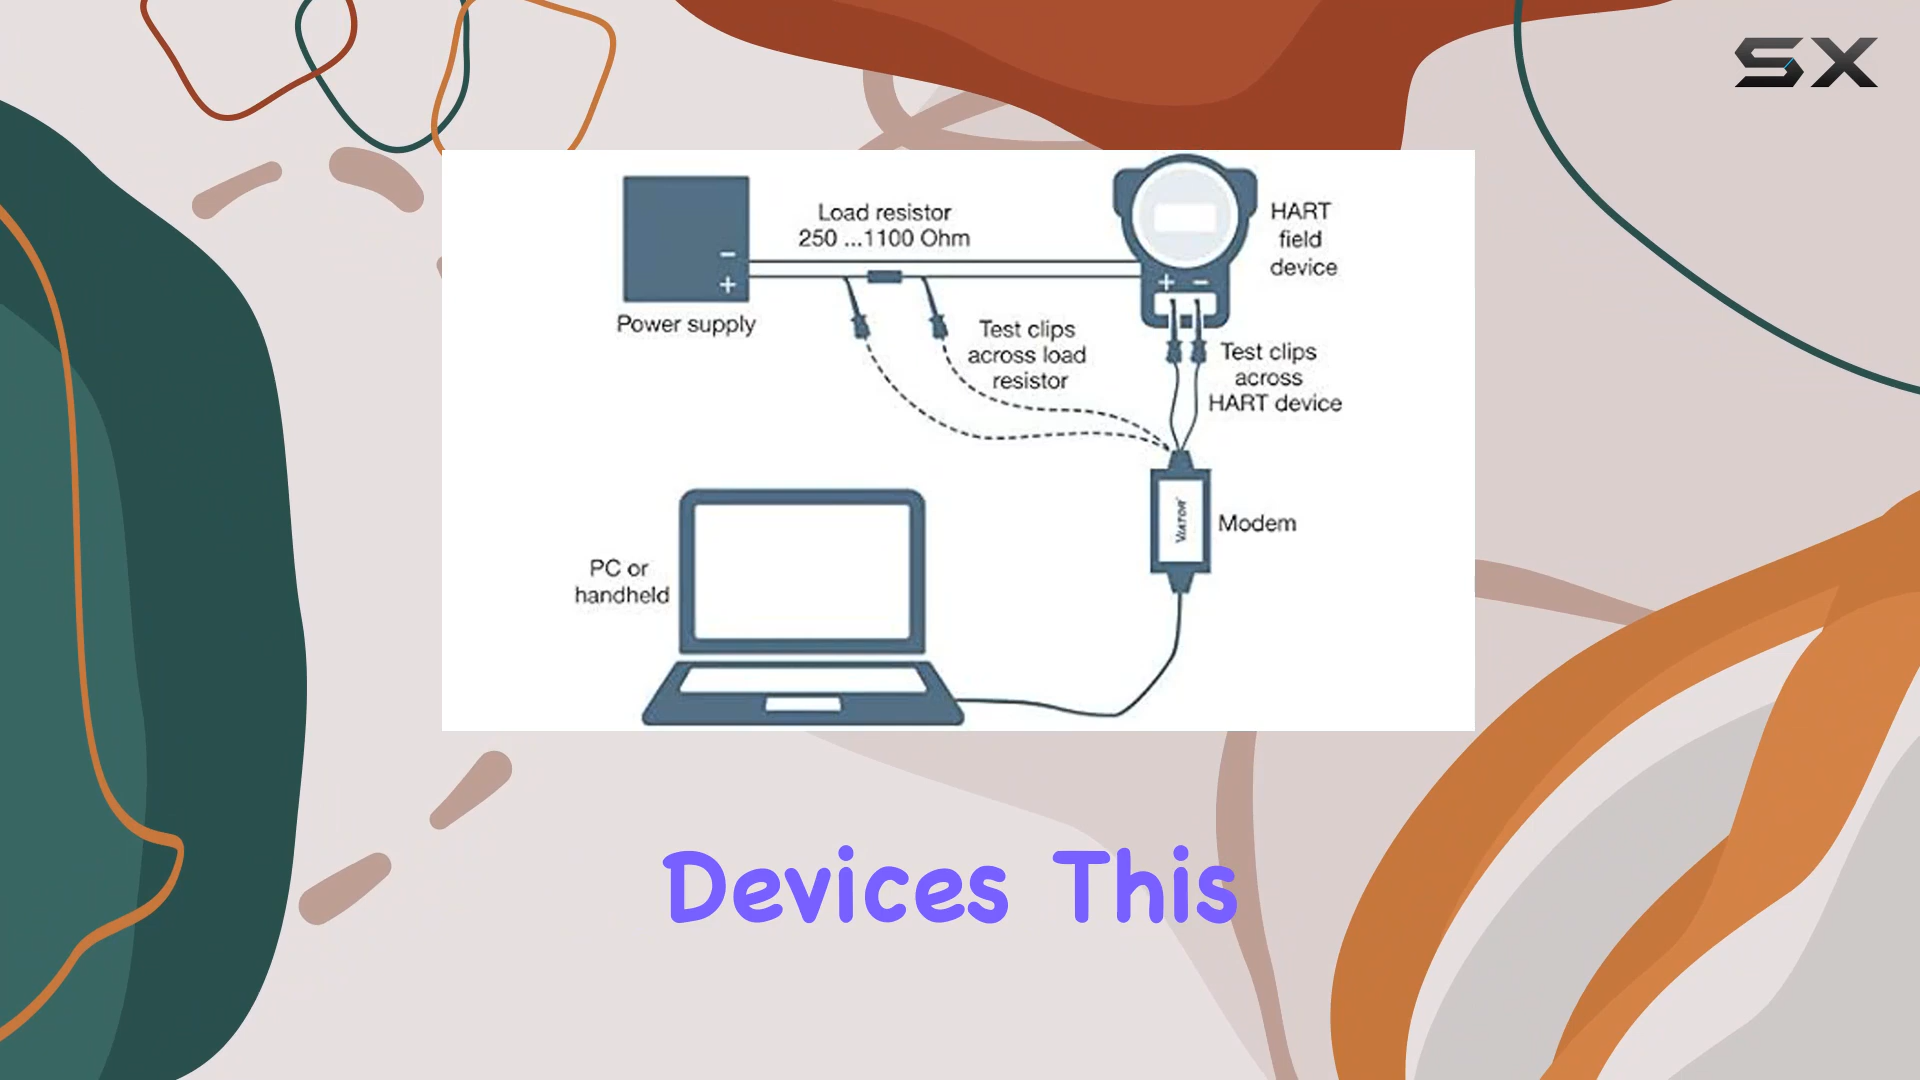 SX
Load resistor
250 ...1100 Ohm
HART
field
device
−
+
+ −
Power supply
Test clips
across load
resistor
Test clips
across
HART device
VIATOR
Modem
PC or
handheld
Devices This